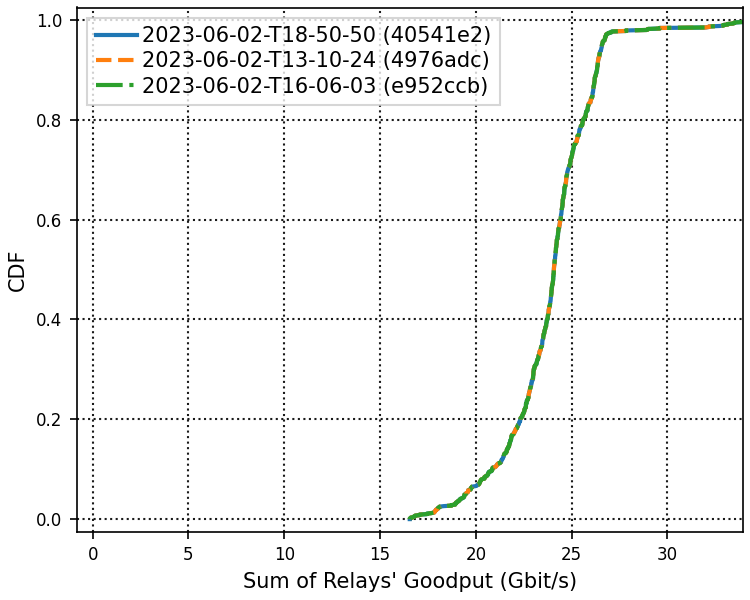 2023-06-02-T18-50-50 (40541e2)
2023-06-02-T13-10-24 (4976adc)
2023-06-02-T16-06-03 (e952ccb)
1.0
0.8
0.6
0.4
0.2
0.0
CDF
0 5 10 15 20 25 30
Sum of Relays' Goodput (Gbit/s)